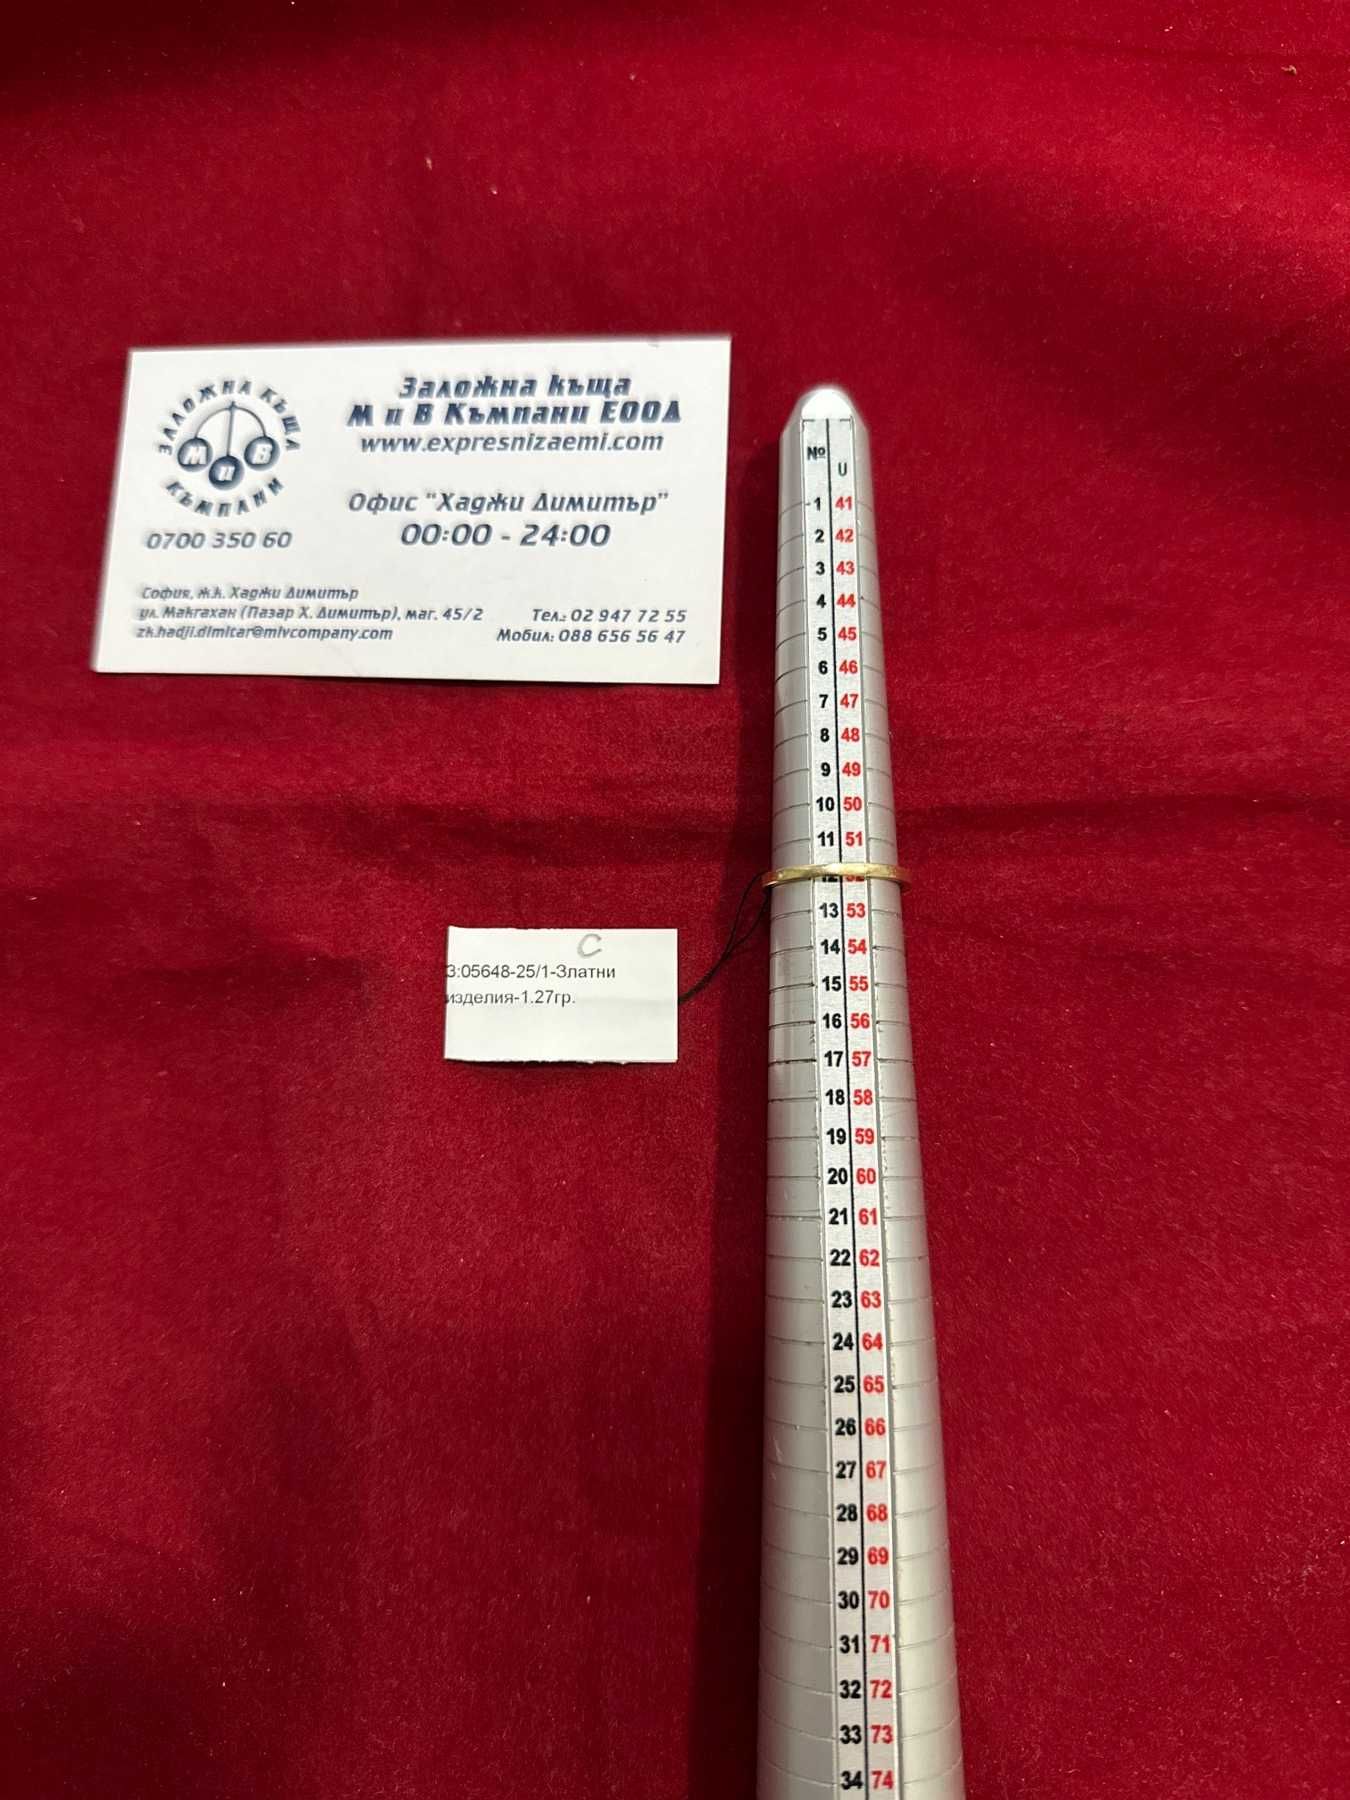 ЗАЛОЖНА КЪЩА
М и В
КЪМПАНИ
0700 350 60
Заложна къща
М и В Къмпани ЕООД
www.expresnizaemi.com
Офис "Хаджи Димитър"
00:00 - 24:00
София, ж.к. Хаджи Димитър
ул. Макгахан (Пазар Х. Димитър), маг. 45/2
zk.hadji.dimitar@mivcompany.com
Тел.: 02 947 72 55
Мобил: 088 656 56 47
C
З:05648-25/1-Златни
изделия-1.27гр.
№ U
1 41
2 42
3 43
4 44
5 45
6 46
7 47
8 48
9 49
10 50
11 51
12 52
13 53
14 54
15 55
16 56
17 57
18 58
19 59
20 60
21 61
22 62
23 63
24 64
25 65
26 66
27 67
28 68
29 69
30 70
31 71
32 72
33 73
34 74